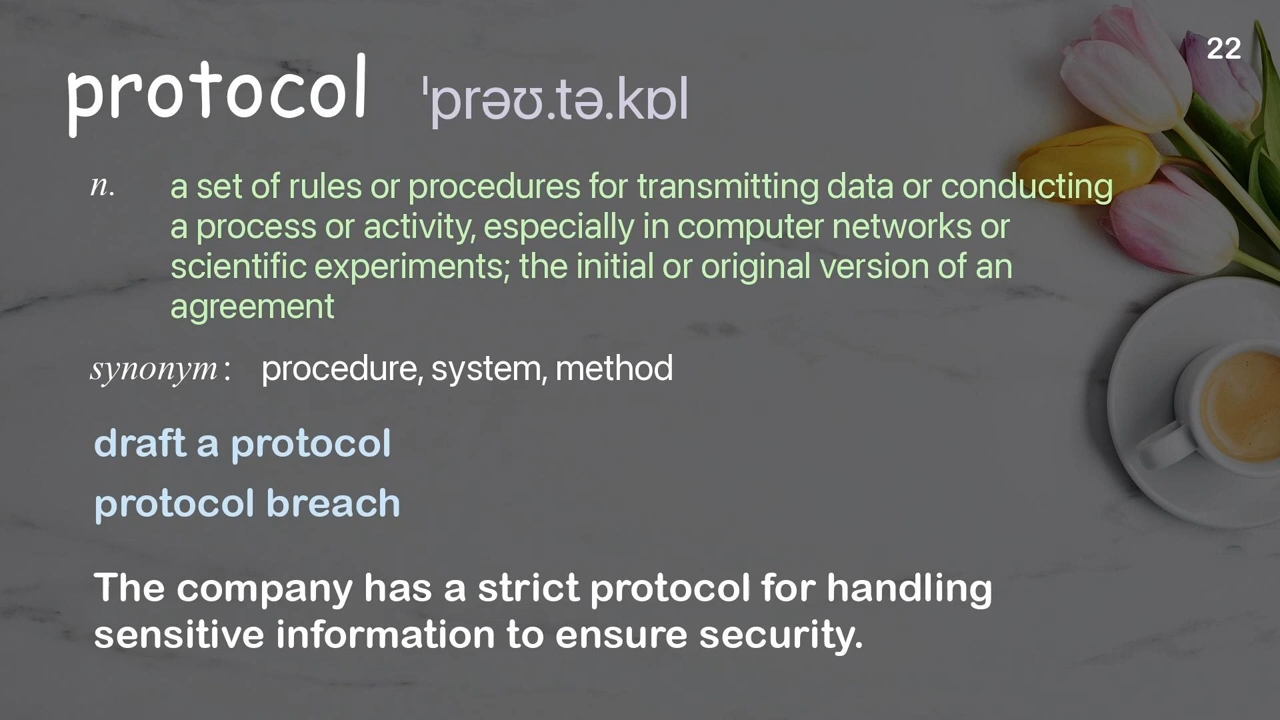 22
protocol ˈprəʊ.tə.kɒl
n. a set of rules or procedures for transmitting data or conducting
a process or activity, especially in computer networks or
scientific experiments; the initial or original version of an
agreement
synonym: procedure, system, method
draft a protocol
protocol breach
The company has a strict protocol for handling
sensitive information to ensure security.